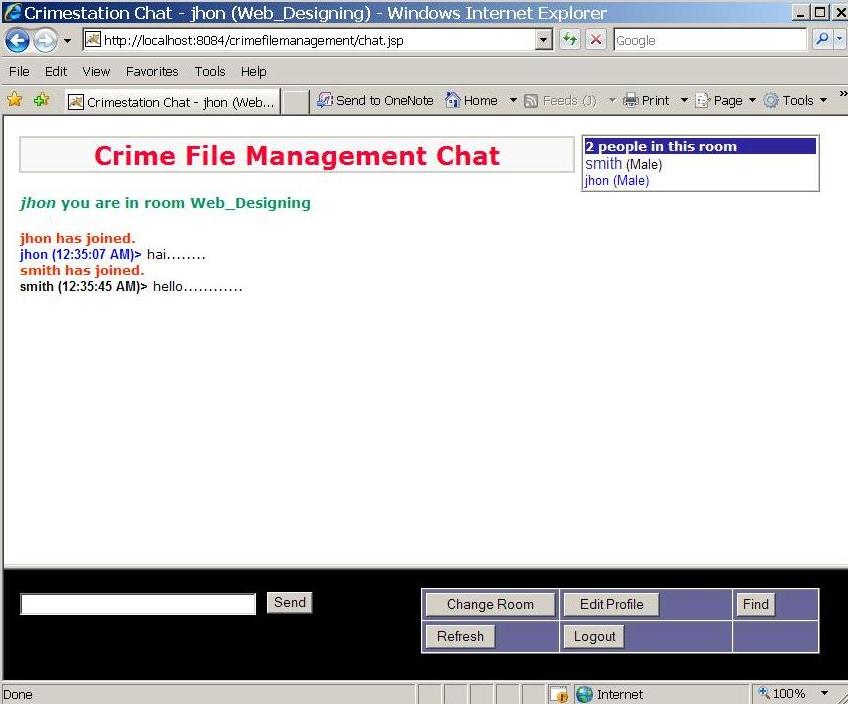 Crimestation Chat - jhon (Web_Designing) - Windows Internet Explorer
http://localhost:8084/crimefilemanagement/chat.jsp
Google
File Edit View Favorites Tools Help
Crimestation Chat - jhon (Web... Send to OneNote Home Feeds (J) Print Page Tools »
Crime File Management Chat
2 people in this room
smith (Male)
jhon (Male)
jhon you are in room Web_Designing
jhon has joined.
jhon (12:35:07 AM)> hai........
smith has joined.
smith (12:35:45 AM)> hello............
Send
Change Room Edit Profile Find
Refresh Logout
Done Internet 100%